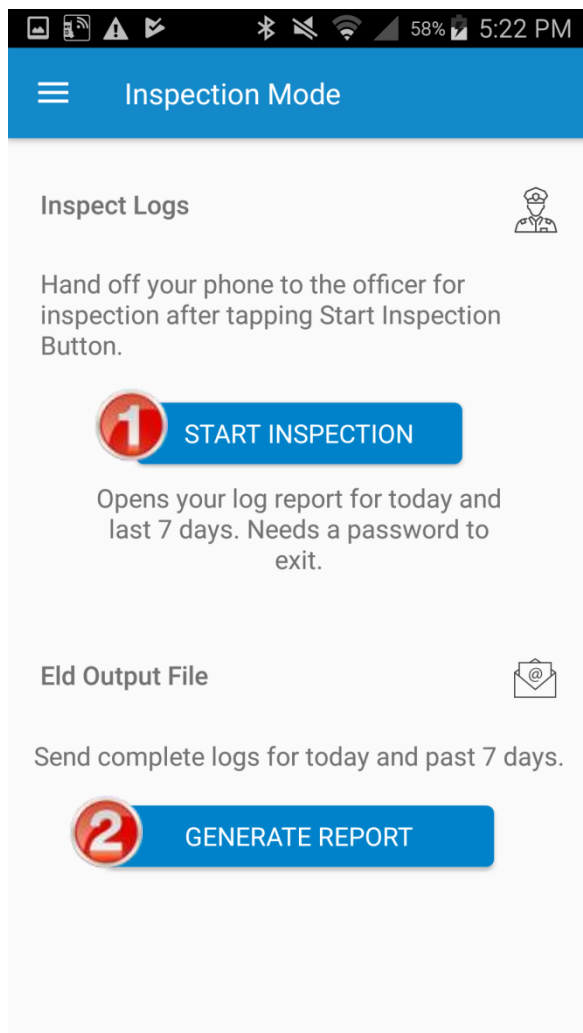 58% 5:22 PM
Inspection Mode
Inspect Logs
Hand off your phone to the officer for
inspection after tapping Start Inspection
Button.
1 START INSPECTION
Opens your log report for today and
last 7 days. Needs a password to
exit.
Eld Output File
@
Send complete logs for today and past 7 days.
2 GENERATE REPORT